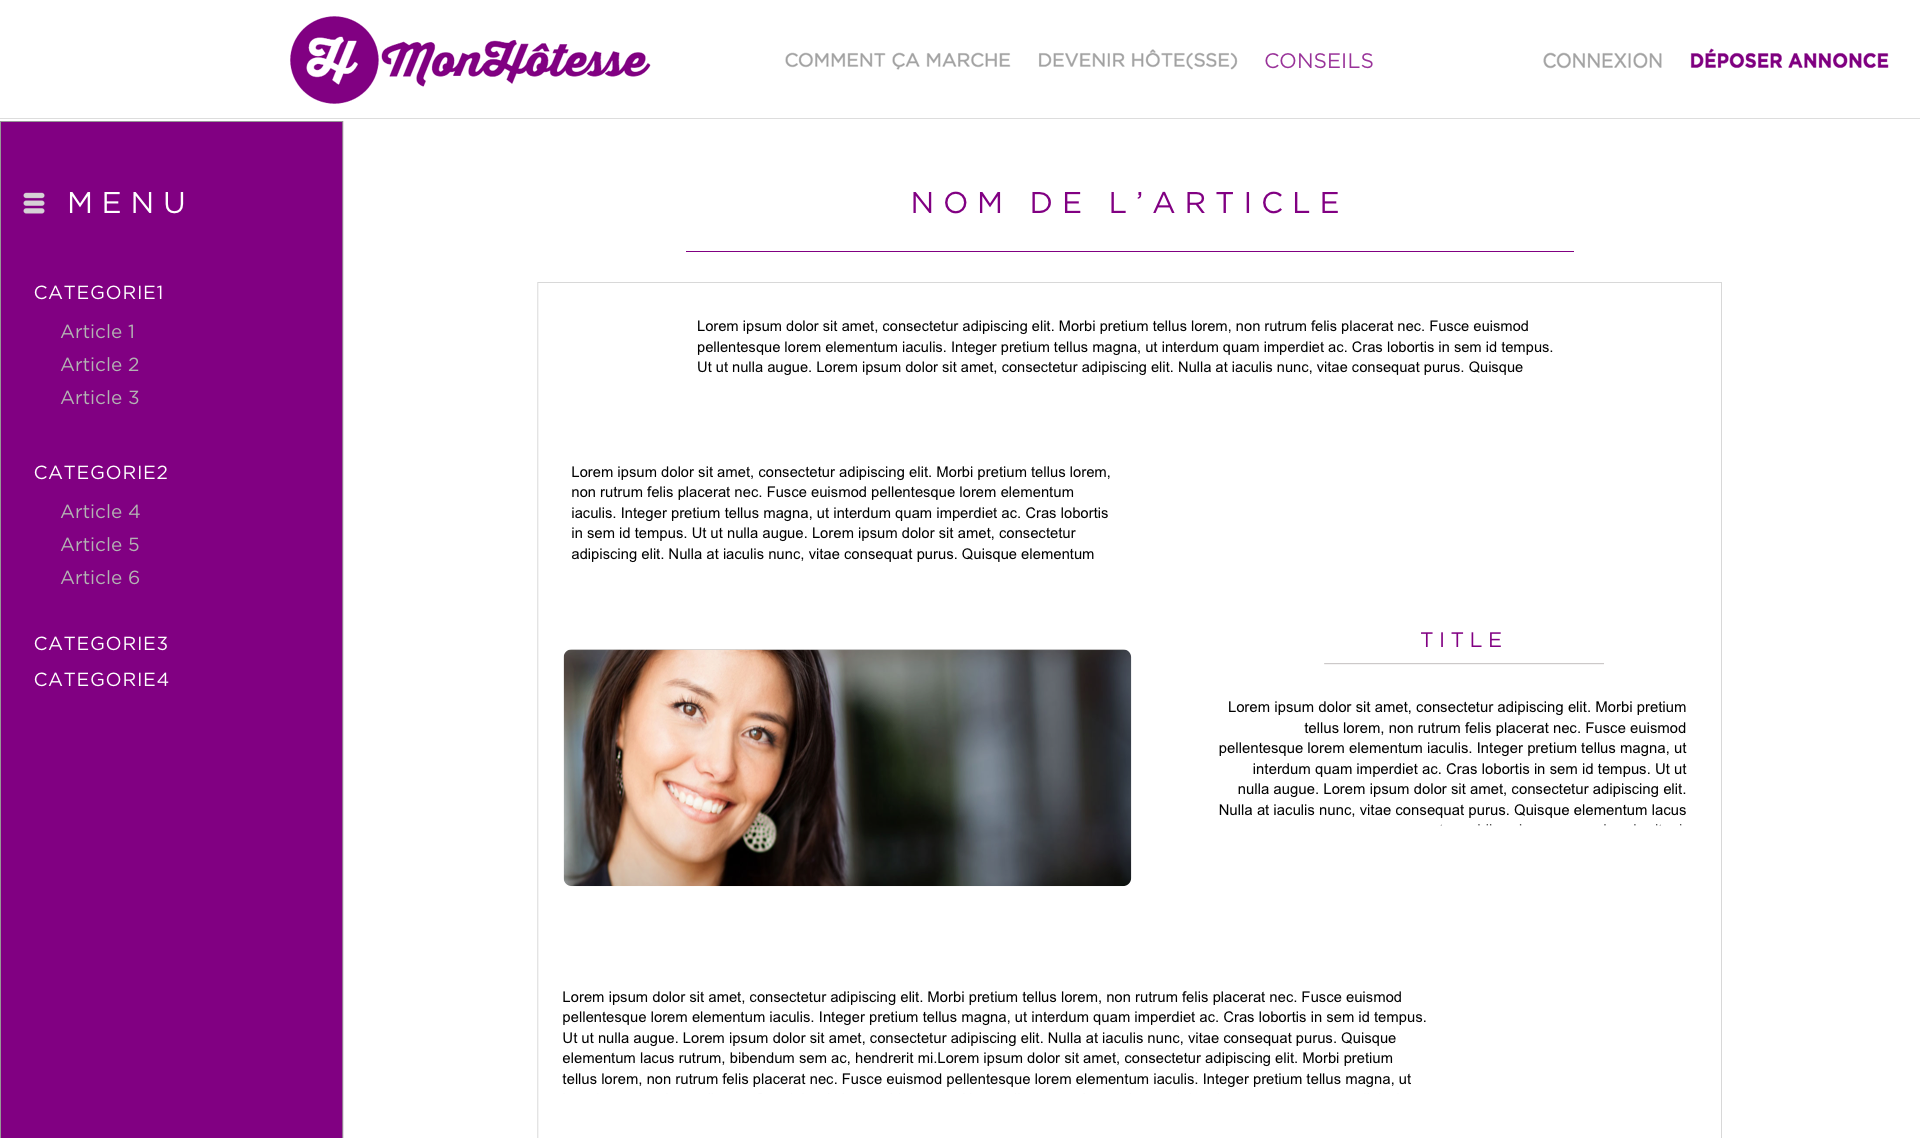 H MonHôtesse
COMMENT ÇA MARCHE DEVENIR HÔTE(SSE) CONSEILS CONNEXION DÉPOSER ANNONCE
MENU
CATEGORIE1
Article 1
Article 2
Article 3
CATEGORIE2
Article 4
Article 5
Article 6
CATEGORIE3
CATEGORIE4
NOM DE L’ARTICLE
Lorem ipsum dolor sit amet, consectetur adipiscing elit. Morbi pretium tellus lorem, non rutrum felis placerat nec. Fusce euismod
pellentesque lorem elementum iaculis. Integer pretium tellus magna, ut interdum quam imperdiet ac. Cras lobortis in sem id tempus.
Ut ut nulla augue. Lorem ipsum dolor sit amet, consectetur adipiscing elit. Nulla at iaculis nunc, vitae consequat purus. Quisque
Lorem ipsum dolor sit amet, consectetur adipiscing elit. Morbi pretium tellus lorem,
non rutrum felis placerat nec. Fusce euismod pellentesque lorem elementum
iaculis. Integer pretium tellus magna, ut interdum quam imperdiet ac. Cras lobortis
in sem id tempus. Ut ut nulla augue. Lorem ipsum dolor sit amet, consectetur
adipiscing elit. Nulla at iaculis nunc, vitae consequat purus. Quisque elementum
TITLE
Lorem ipsum dolor sit amet, consectetur adipiscing elit. Morbi pretium
tellus lorem, non rutrum felis placerat nec. Fusce euismod
pellentesque lorem elementum iaculis. Integer pretium tellus magna, ut
interdum quam imperdiet ac. Cras lobortis in sem id tempus. Ut ut
nulla augue. Lorem ipsum dolor sit amet, consectetur adipiscing elit.
Nulla at iaculis nunc, vitae consequat purus. Quisque elementum lacus
Lorem ipsum dolor sit amet, consectetur adipiscing elit. Morbi pretium tellus lorem, non rutrum felis placerat nec. Fusce euismod
pellentesque lorem elementum iaculis. Integer pretium tellus magna, ut interdum quam imperdiet ac. Cras lobortis in sem id tempus.
Ut ut nulla augue. Lorem ipsum dolor sit amet, consectetur adipiscing elit. Nulla at iaculis nunc, vitae consequat purus. Quisque
elementum lacus rutrum, bibendum sem ac, hendrerit mi.Lorem ipsum dolor sit amet, consectetur adipiscing elit. Morbi pretium
tellus lorem, non rutrum felis placerat nec. Fusce euismod pellentesque lorem elementum iaculis. Integer pretium tellus magna, ut